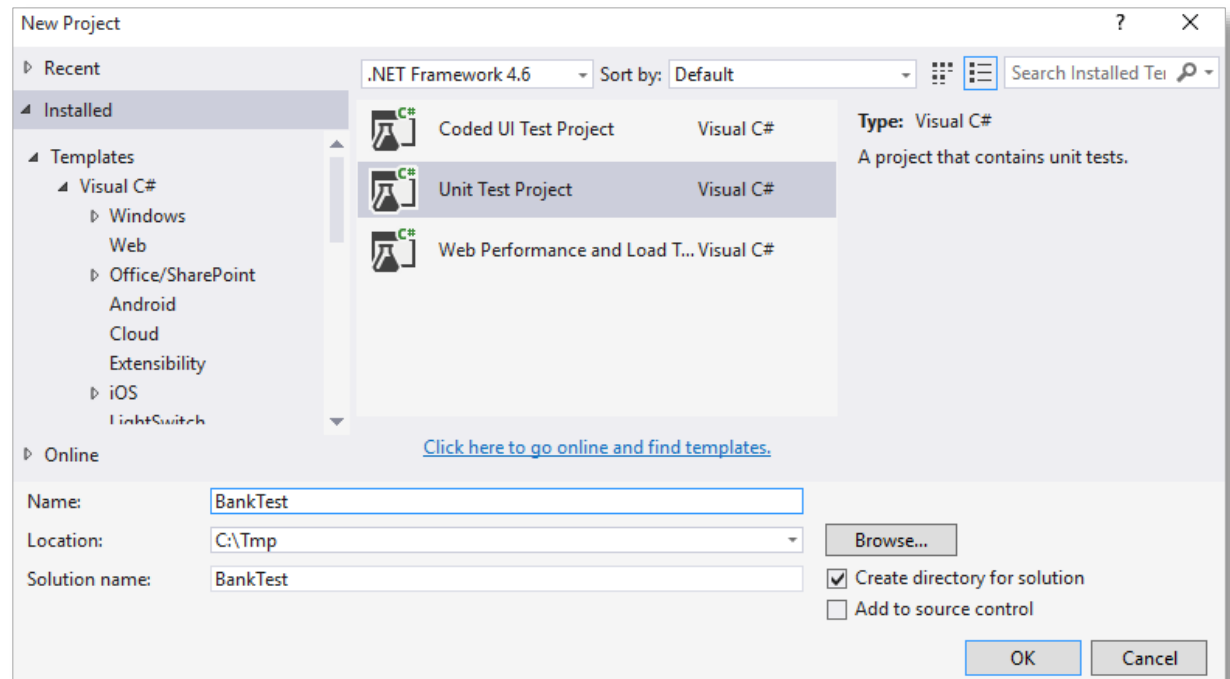 New Project ? ×
Recent
Installed
Templates
Visual C#
Windows
Web
Office/SharePoint
Android
Cloud
Extensibility
iOS
LightSwitch
Online
.NET Framework 4.6 Sort by: Default Search Installed Te
C# Coded UI Test Project Visual C#
C# Unit Test Project Visual C#
C# Web Performance and Load T... Visual C#
Click here to go online and find templates.
Type: Visual C#
A project that contains unit tests.
Name: BankTest
Location: C:\Tmp Browse...
Solution name: BankTest Create directory for solution
Add to source control
OK Cancel